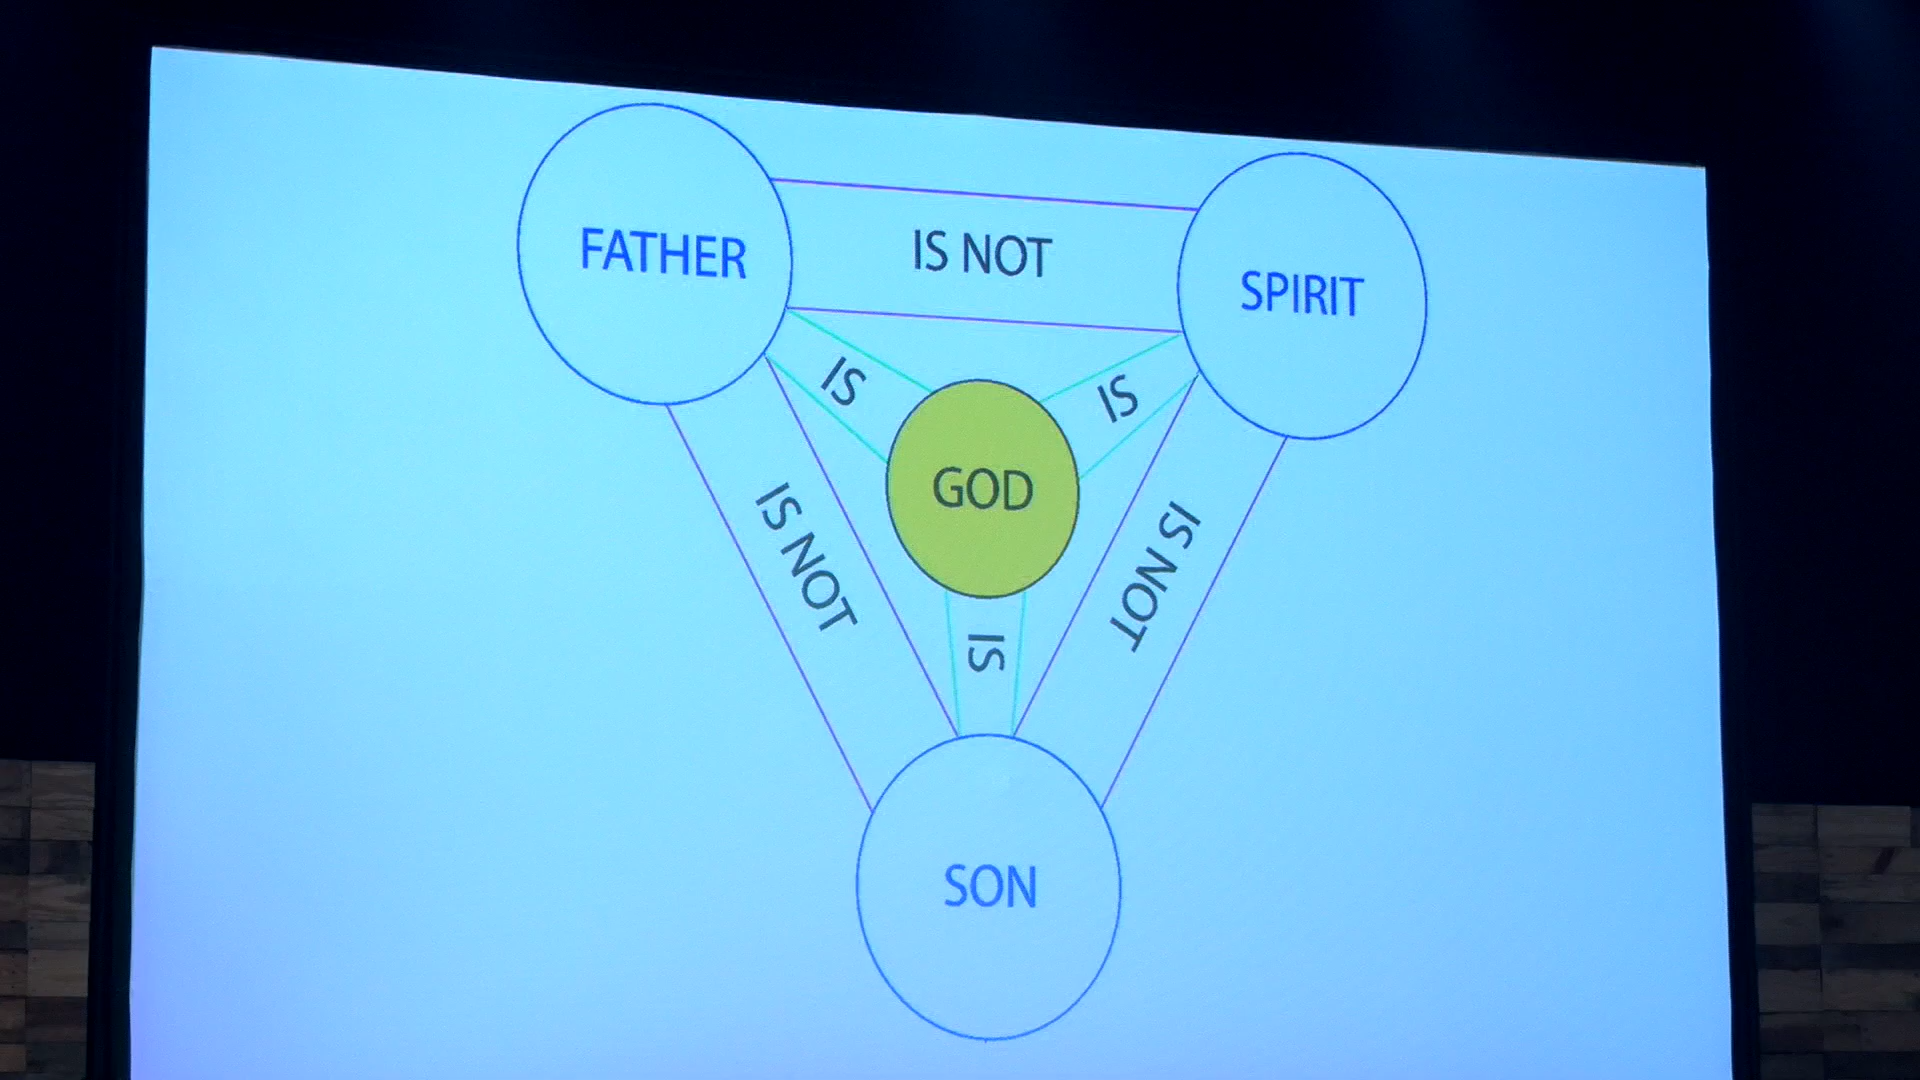 FATHER
IS NOT
SPIRIT
IS
IS
GOD
IS NOT
IS NOT
IS
SON